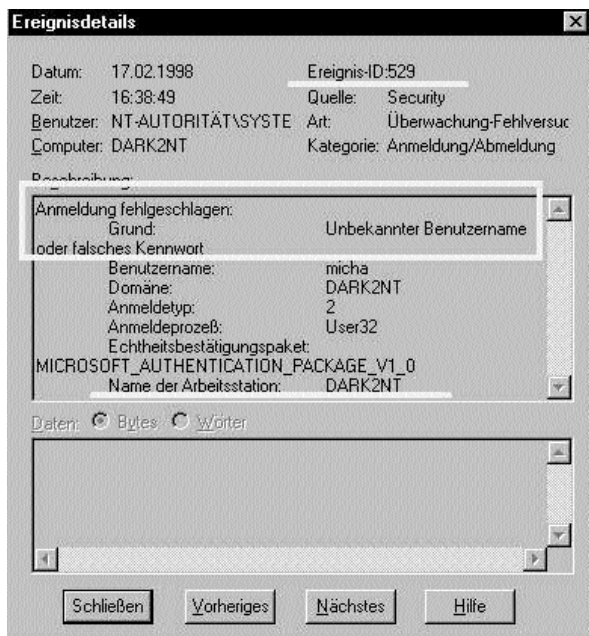 Ereignisdetails
Datum: 17.02.1998 Ereignis-ID:529
Zeit: 16:38:49 Quelle: Security
Benutzer: NT-AUTORITÄT\SYSTE Art: Überwachung-Fehlversuc
Computer: DARK2NT Kategorie: Anmeldung/Abmeldung
Beschreibung:
Anmeldung fehlgeschlagen:
Grund: Unbekannter Benutzername
oder falsches Kennwort
Benutzername: micha
Domäne: DARK2NT
Anmeldetyp: 2
Anmeldeprozeß: User32
Echtheitsbestätigungspaket:
MICROSOFT_AUTHENTICATION_PACKAGE_V1_0
Name der Arbeitsstation: DARK2NT
Daten: Bytes Wörter
Schließen Vorheriges Nächstes Hilfe